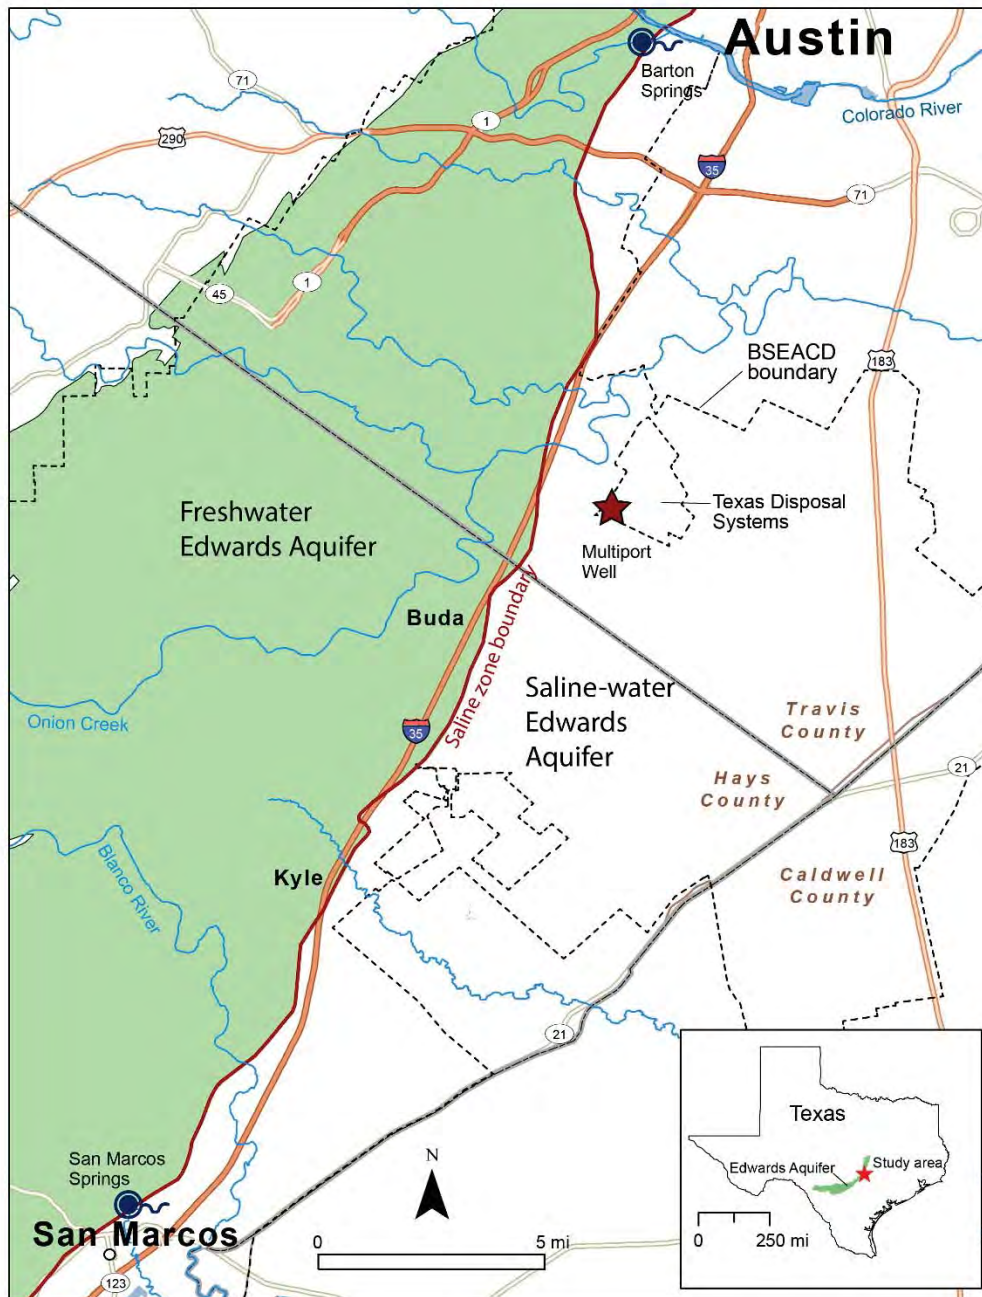 Austin
Barton
Springs
71
Colorado River
1
290
35
71
1
45
BSEACD
boundary
183
Freshwater
Edwards Aquifer
Texas Disposal
Systems
Multiport
Well
Buda
Saline zone boundary
Saline-water
Edwards
Aquifer
Onion Creek
35
Travis
County
Hays
County
21
183
Blanco River
Kyle
Caldwell
County
21
San Marcos
Springs
San Marcos
123
N
0
5 mi
Texas
Edwards Aquifer
Study area
0
250 mi